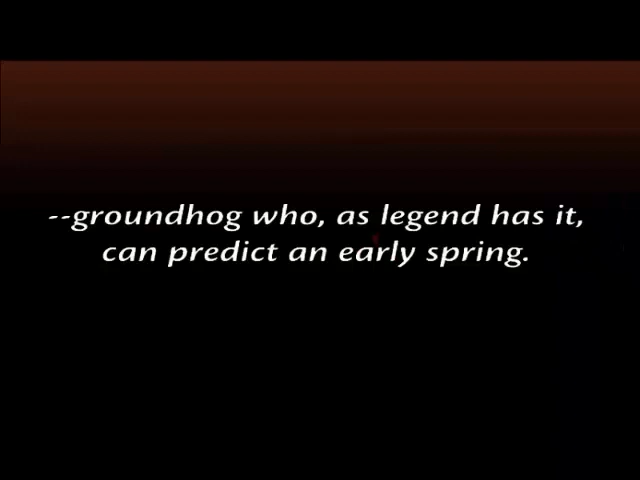 --groundhog who, as legend has it,
can predict an early spring.